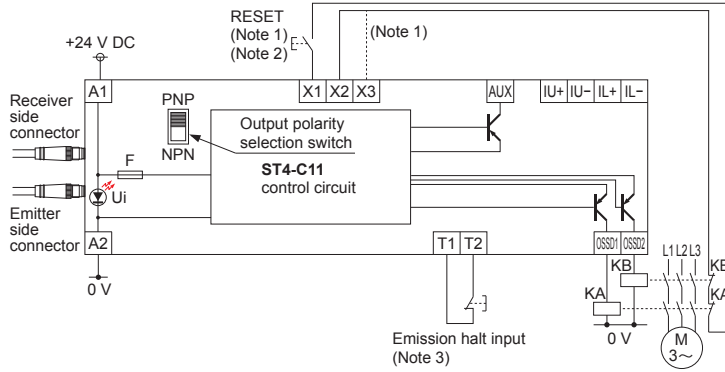 RESET
(Note 1)
(Note 2)
(Note 1)
+24 V DC
A1
X1
X2
X3
AUX
IU+
IU−
IL+
IL−
PNP
NPN
Output polarity
selection switch
ST4-C11
control circuit
Receiver
side
connector
F
Ui
Emitter
side
connector
A2
0 V
T1
T2
OSSD1
OSSD2
Emission halt input
(Note 3)
KB
KA
0 V
L1
L2
L3
KB
KA
M
3～